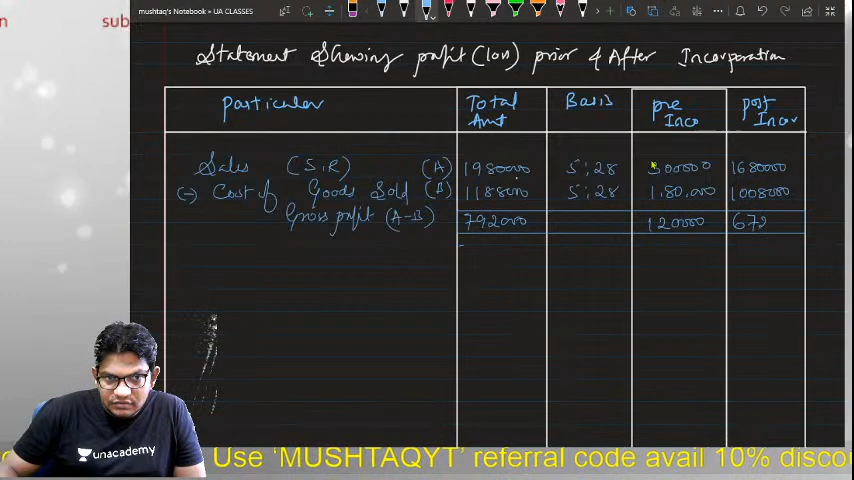 mushtaq's Notebook » UA CLASSES
n
sub
Statement Showing profit (loss) prior & After Incorporation
particular Total Amt Basis pre Inco post Incor
Sales (S.R) (A) 1980000 5:28 300000 1680000
(-) Cost of Goods Sold (B) 1188000 5:28 1,80,000 1008000
Gross profit (A-B) 792000 120000 672
unacademy
Use ‘MUSHTAQYT’ referral code avail 10% disco